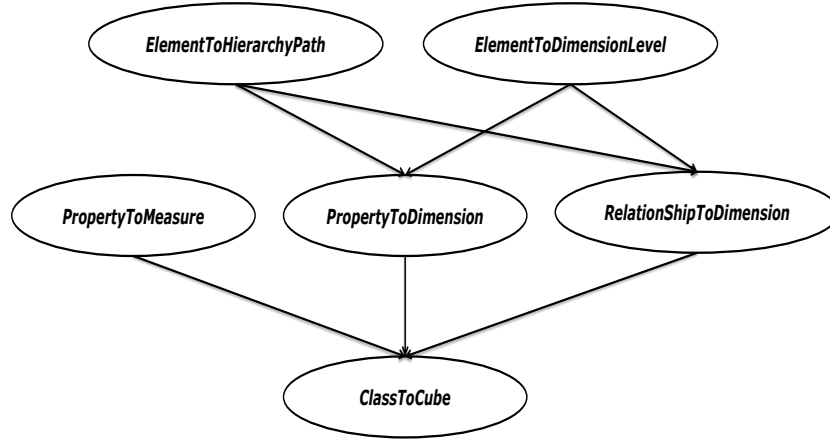 ElementToHierarchyPath
ElementToDimensionLevel
PropertyToMeasure
PropertyToDimension
RelationShipToDimension
ClassToCube